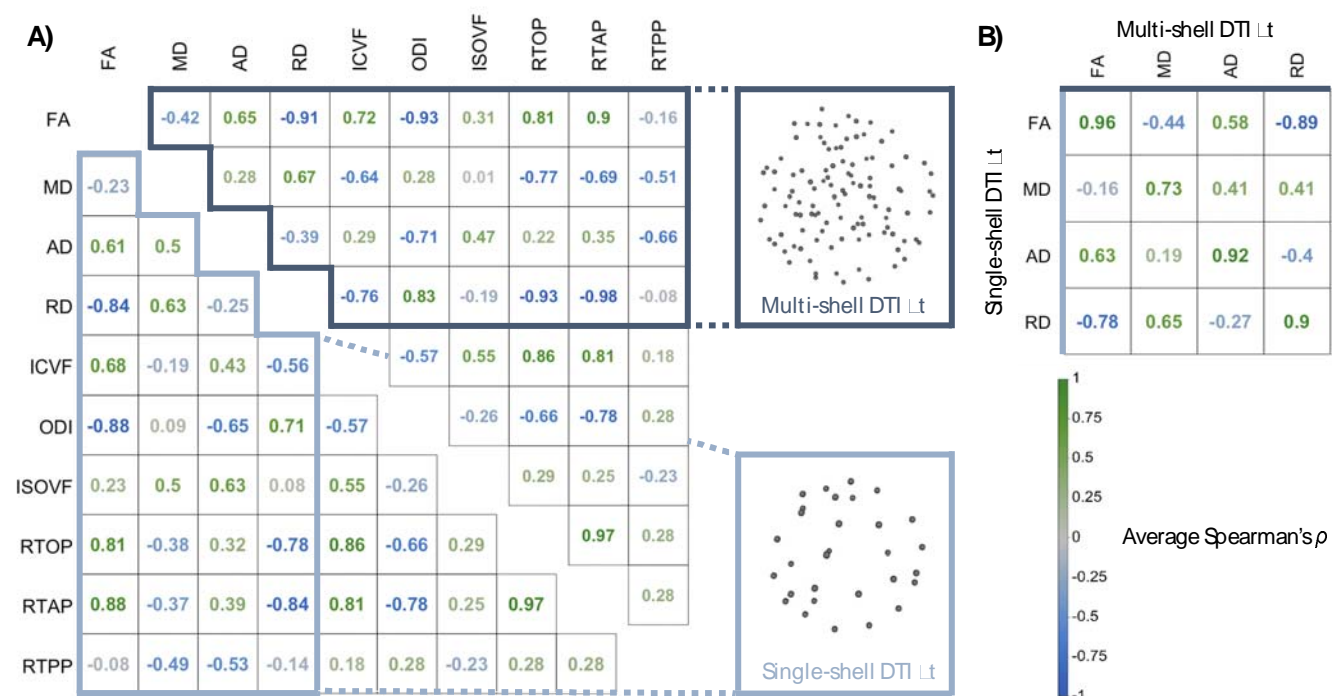 A)
FA MD AD RD ICVF ODI ISOVF RTOP RTAP RTPP
FA -0.42 0.65 -0.91 0.72 -0.93 0.31 0.81 0.9 -0.16
MD -0.23 0.28 0.67 -0.64 0.28 0.01 -0.77 -0.69 -0.51
AD 0.61 0.5 -0.39 0.29 -0.71 0.47 0.22 0.35 -0.66
RD -0.84 0.63 -0.25 -0.76 0.83 -0.19 -0.93 -0.98 -0.08
ICVF 0.68 -0.19 0.43 -0.56 -0.57 0.55 0.86 0.81 0.18
ODI -0.88 0.09 -0.65 0.71 -0.57 -0.26 -0.66 -0.78 0.28
ISOVF 0.23 0.5 0.63 0.08 0.55 -0.26 0.29 0.25 -0.23
RTOP 0.81 -0.38 0.32 -0.78 0.86 -0.66 0.29 0.97 0.28
RTAP 0.88 -0.37 0.39 -0.84 0.81 -0.78 0.25 0.97 0.28
RTPP -0.08 -0.49 -0.53 -0.14 0.18 0.28 -0.23 0.28 0.28
Multi-shell DTI
Single-shell DTI
B)
Multi-shell DTI
FA MD AD RD
Single-shell DTI
FA 0.96 -0.44 0.58 -0.89
MD -0.16 0.73 0.41 0.41
AD 0.63 0.19 0.92 -0.4
RD -0.78 0.65 -0.27 0.9
1
0.75
0.5
0.25
0
-0.25
-0.5
-0.75
-1
Average Spearman's ρ